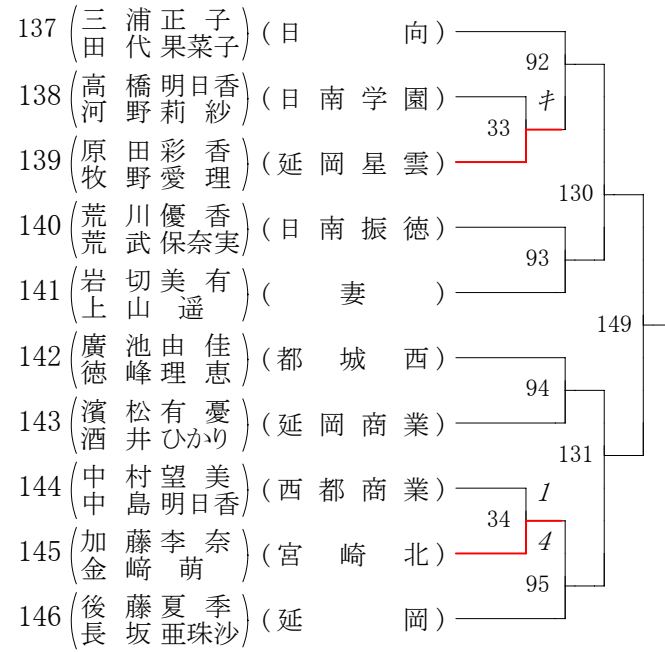 137 三浦正子 (日向)
田代果菜子
92
138 高橋明日香 (日南学園)
河野莉紗
キ
33
139 原田彩香 (延岡星雲)
牧野愛理
130
140 荒川優香 (日南振徳)
荒武保奈実
93
141 岩切美有 (妻)
上山遥
149
142 廣池由佳 (都城西)
徳峰理恵
94
143 濱松有憂 (延岡商業)
酒井ひかり
131
144 中村望美 (西都商業)
中島明日香
1
34
4
145 加藤李奈 (宮崎北)
金﨑萌
95
146 後藤夏季 (延岡)
長坂亜珠沙